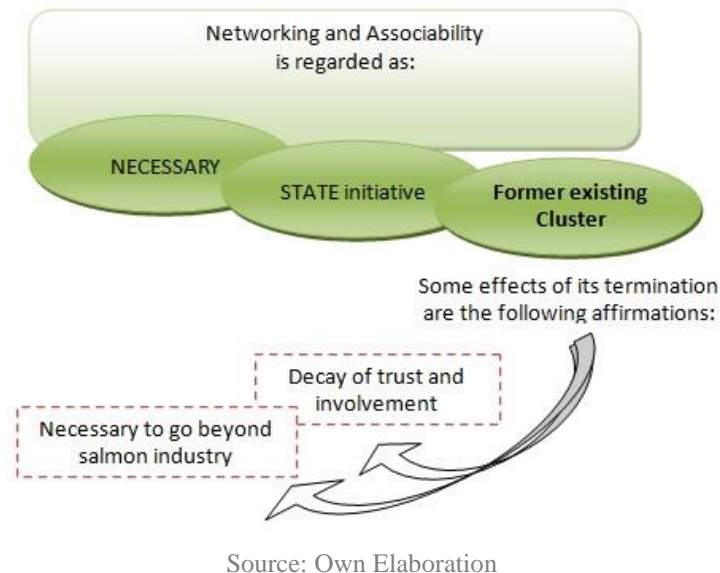 Networking and Associability
is regarded as:
NECESSARY
STATE initiative
Former existing
Cluster
Some effects of its termination
are the following affirmations:
Decay of trust and
involvement
Necessary to go beyond
salmon industry
Source: Own Elaboration